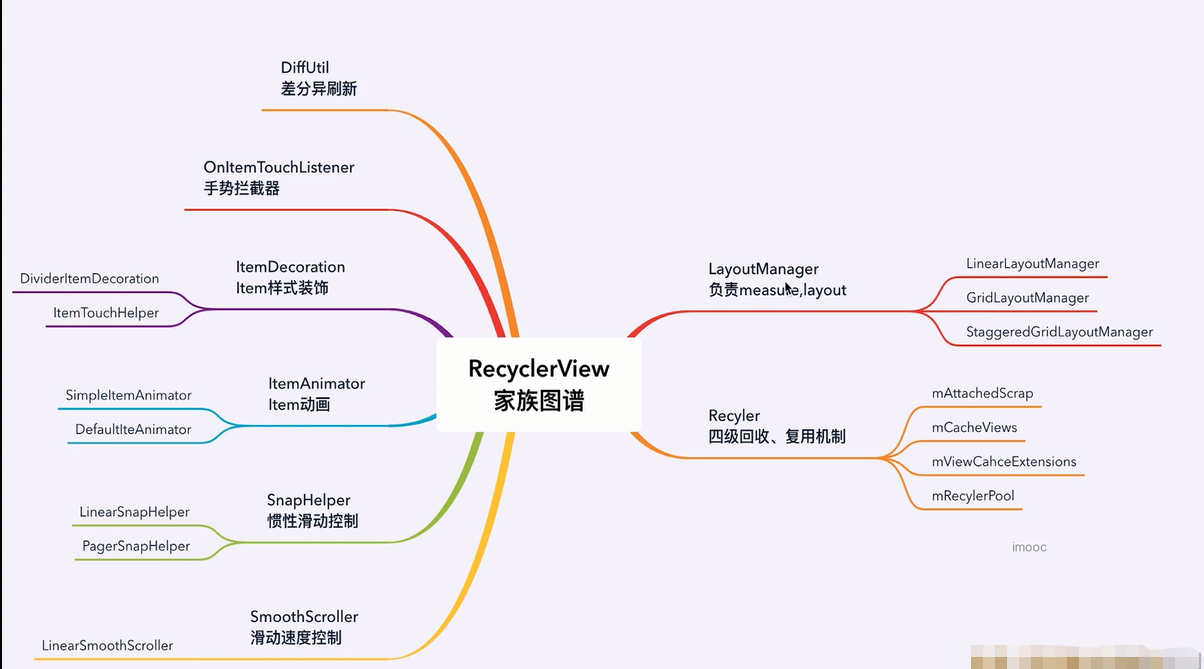 DiffUtil
差分异刷新
OnItemTouchListener
手势拦截器
ItemDecoration
Item样式装饰
DividerItemDecoration
ItemTouchHelper
ItemAnimator
Item动画
SimpleItemAnimator
DefaultIteAnimator
SnapHelper
惯性滑动控制
LinearSnapHelper
PagerSnapHelper
SmoothScroller
滑动速度控制
LinearSmoothScroller
RecyclerView
家族图谱
LayoutManager
负责measure,layout
LinearLayoutManager
GridLayoutManager
StaggeredGridLayoutManager
Recyler
四级回收、复用机制
mAttachedScrap
mCacheViews
mViewCahceExtensions
mRecylerPool
imooc